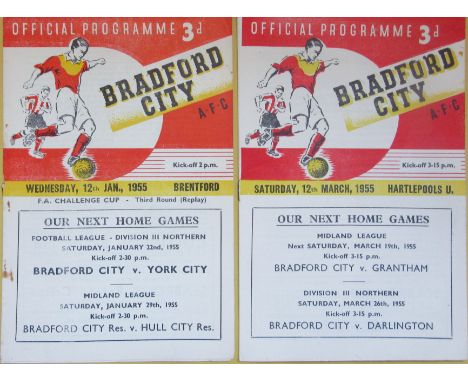 OFFICIAL PROGRAMME 3d
BRADFORD
CITY
A·F·C
Kick-off 2 p.m.
WEDNESDAY, 12th JAN., 1955 BRENTFORD
F.A. CHALLENGE CUP - Third Round (Replay)
OUR NEXT HOME GAMES
FOOTBALL LEAGUE - DIVISION III NORTHERN
SATURDAY, JANUARY 22nd, 1955
Kick-off 2-30 p.m.
BRADFORD CITY v. YORK CITY
MIDLAND LEAGUE
SATURDAY, JANUARY 29th, 1955
Kick-off 2-30 p.m.
BRADFORD CITY Res. v. HULL CITY Res.
OFFICIAL PROGRAMME 3d
BRADFORD
CITY
A·F·C
Kick-off 3-15 p.m.
SATURDAY, 12th MARCH, 1955 HARTLEPOOLS U.
OUR NEXT HOME GAMES
MIDLAND LEAGUE
Next SATURDAY, MARCH 19th, 1955
Kick-off 3-15 p.m.
BRADFORD CITY v. GRANTHAM
DIVISION III NORTHERN
SATURDAY, MARCH 26th, 1955
Kick-off 3-15 p.m.
BRADFORD CITY v. DARLINGTON